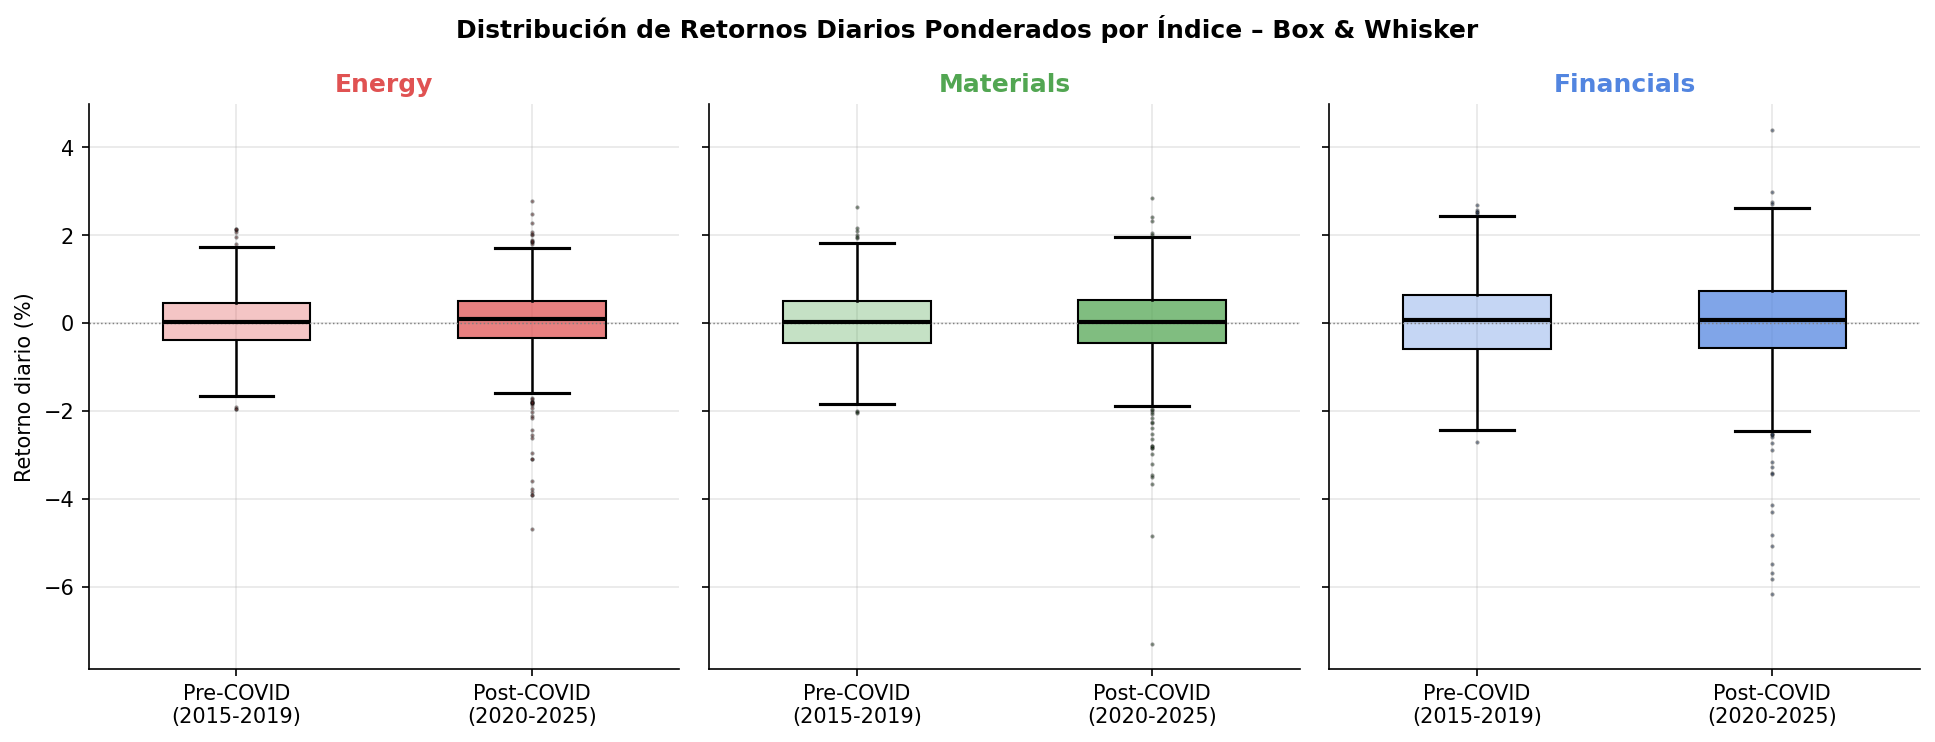 Distribución de Retornos Diarios Ponderados por Índice – Box & Whisker
Energy
Materials
Financials
Retorno diario (%)
4
2
0
−2
−4
−6
Pre-COVID
(2015-2019)
Post-COVID
(2020-2025)
Pre-COVID
(2015-2019)
Post-COVID
(2020-2025)
Pre-COVID
(2015-2019)
Post-COVID
(2020-2025)